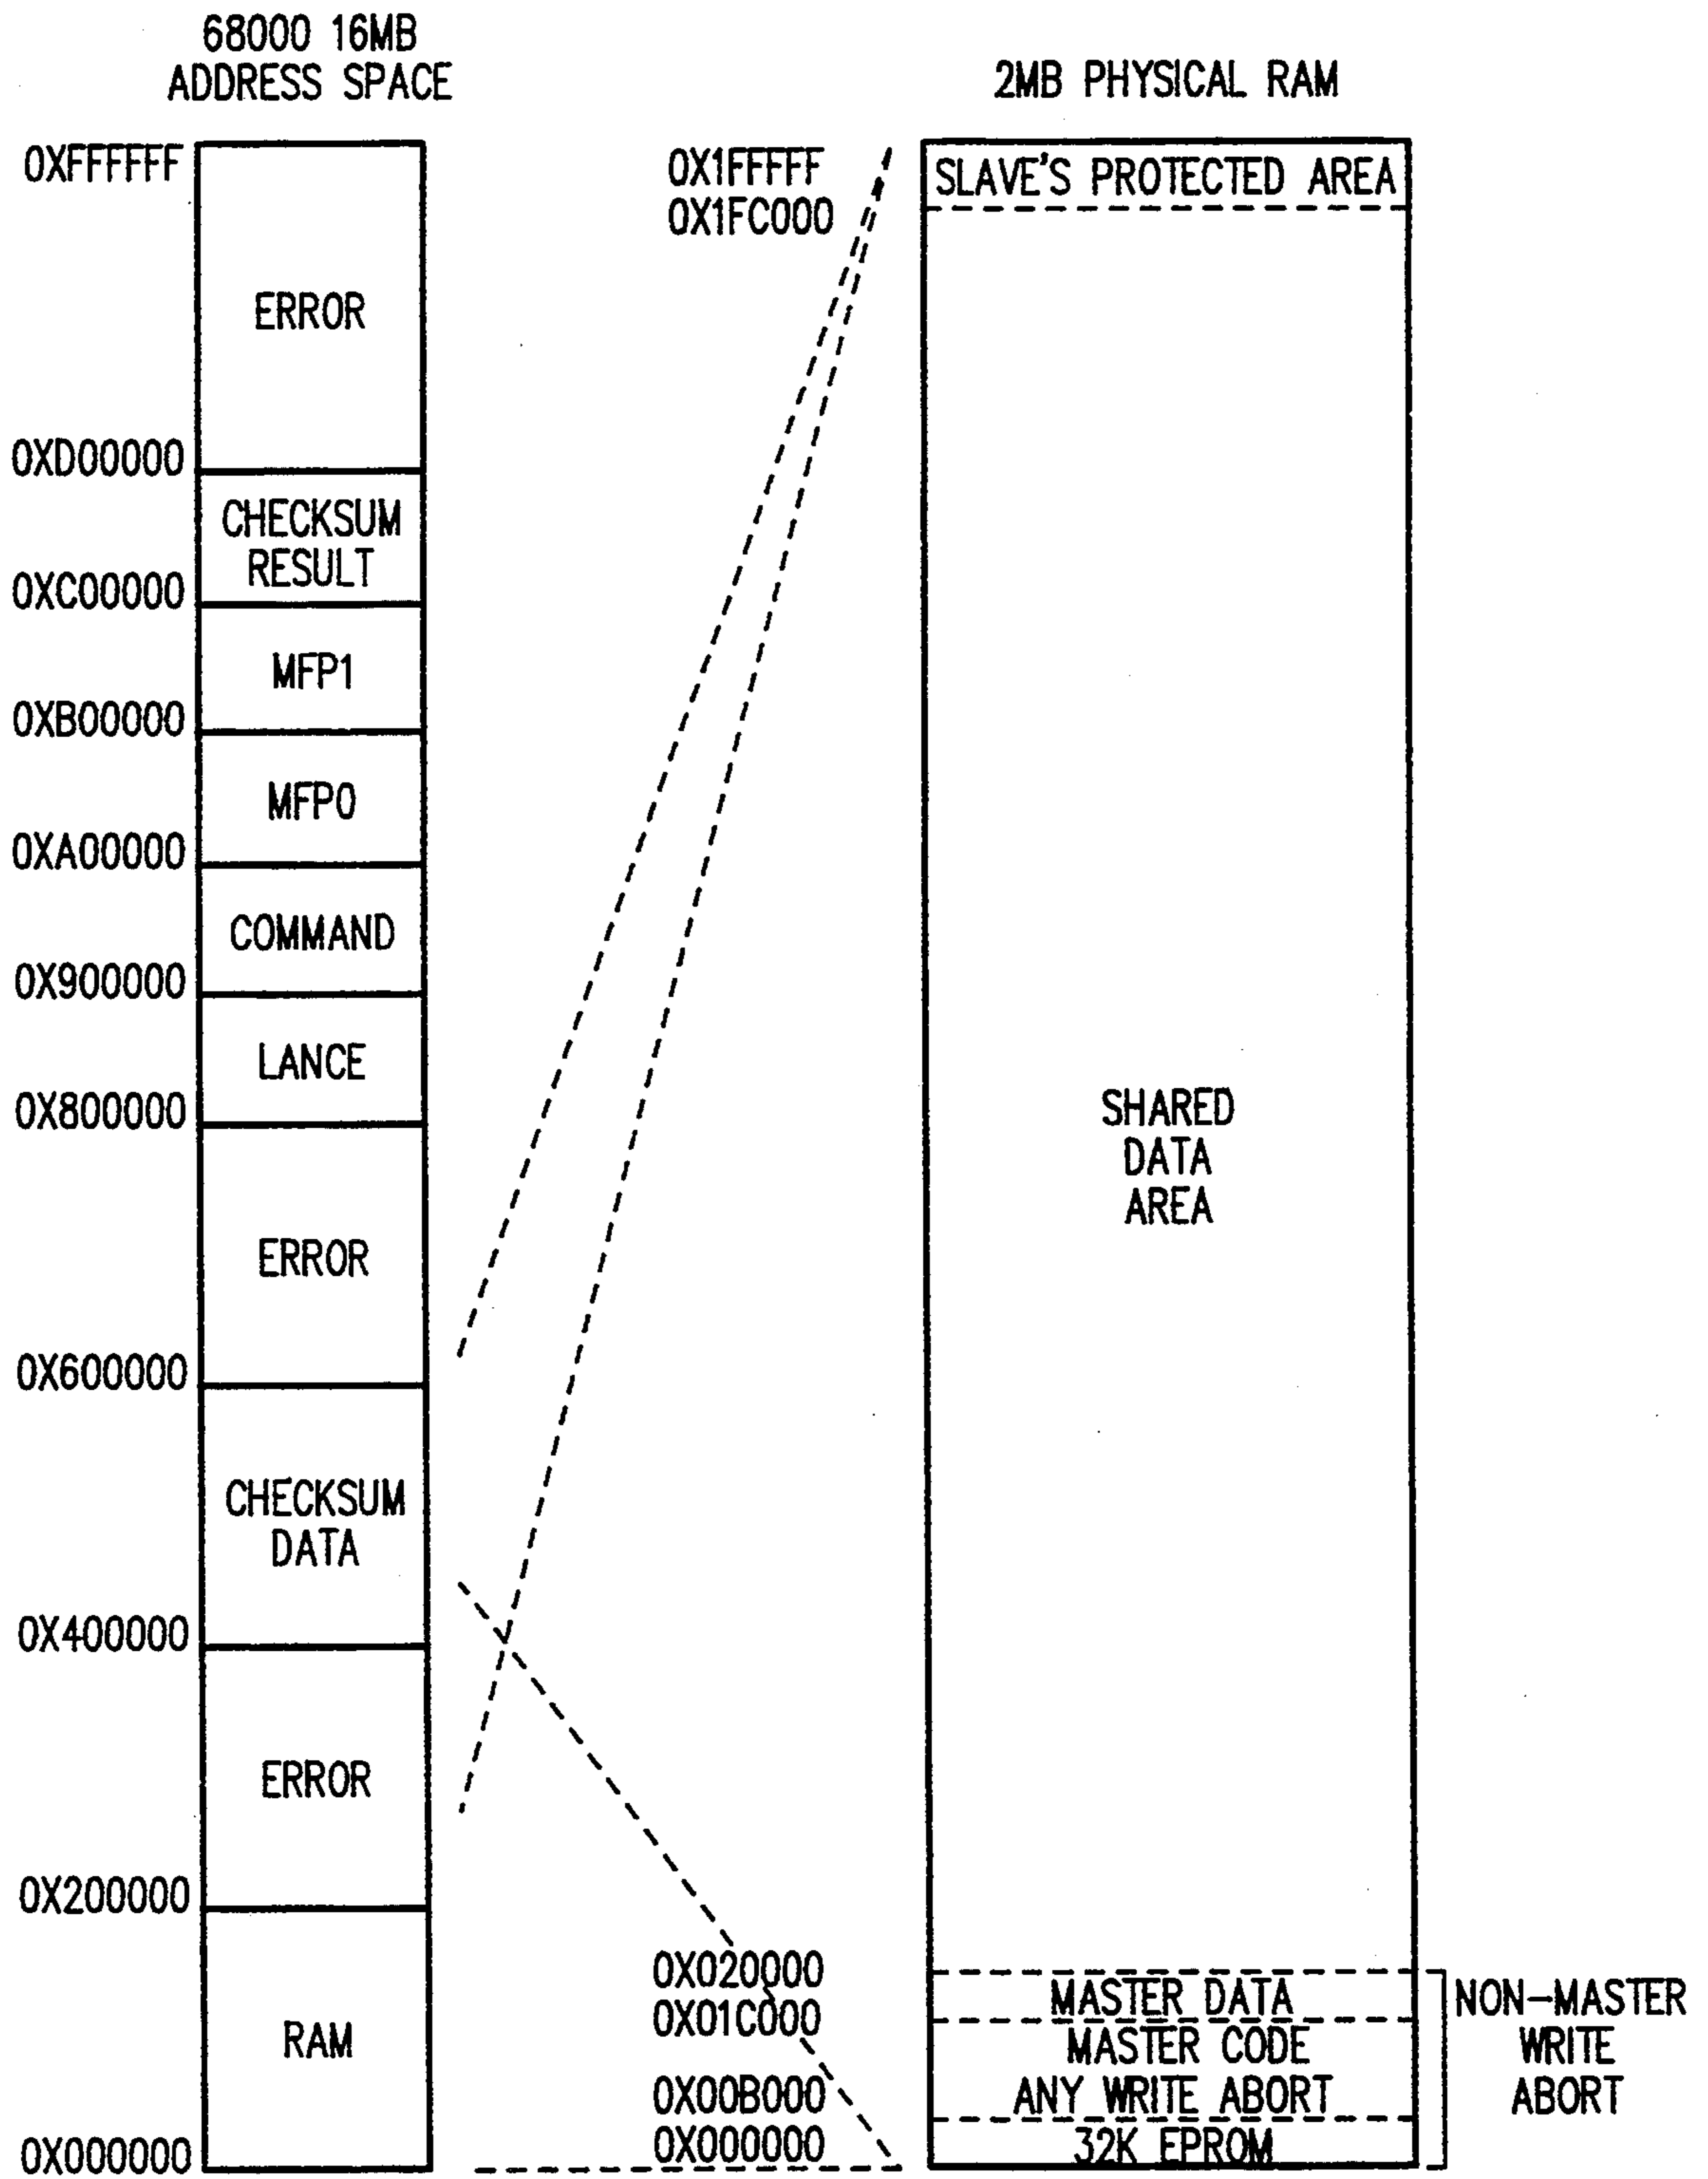 68000 16MB
ADDRESS SPACE
0XFFFFFF
ERROR
0XD00000
CHECKSUM
RESULT
0XC00000
MFP1
0XB00000
MFP0
0XA00000
COMMAND
0X900000
LANCE
0X800000
ERROR
0X600000
CHECKSUM
DATA
0X400000
ERROR
0X200000
RAM
0X000000
2MB PHYSICAL RAM
0X1FFFFF
0X1FC000
SLAVE'S PROTECTED AREA
SHARED
DATA
AREA
0X020000
0X01C000
0X00B000
0X000000
MASTER DATA
MASTER CODE
ANY WRITE ABORT
32K EPROM
NON-MASTER
WRITE
ABORT